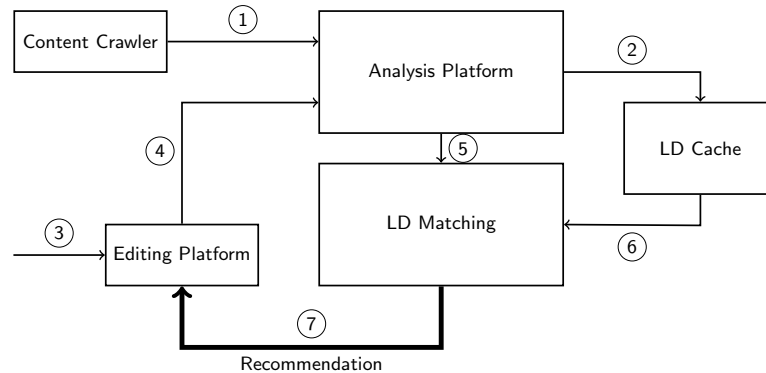 1
Content Crawler
Analysis Platform
2
4
5
LD Cache
LD Matching
3
6
Editing Platform
7
Recommendation